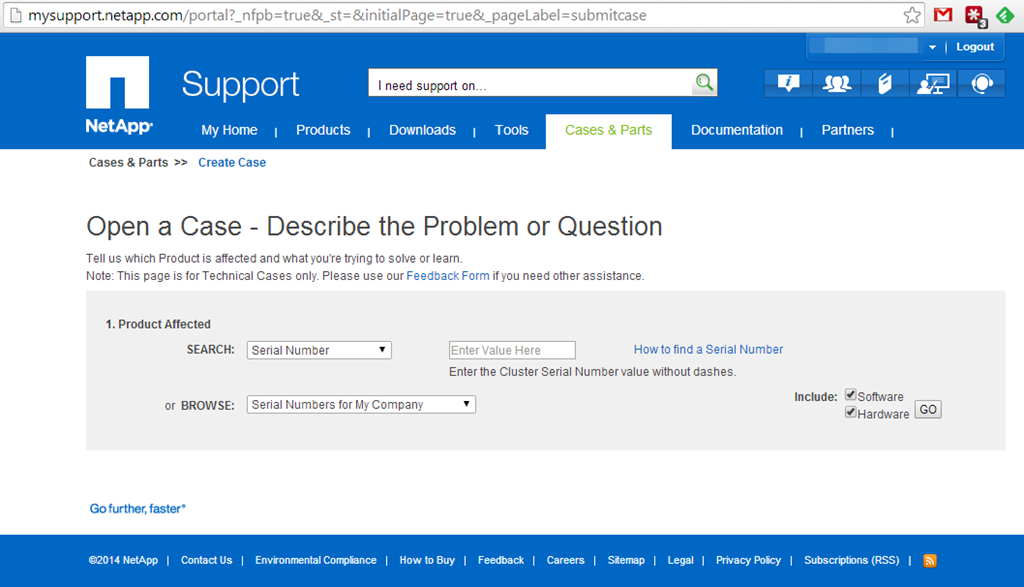 mysupport.netapp.com/portal?_nfpb=true&_st=&initialPage=true&_pageLabel=submitcase
3
Logout
NetApp
Support
I need support on...
My Home | Products | Downloads | Tools Cases & Parts Documentation | Partners |
Cases & Parts >> Create Case
Open a Case - Describe the Problem or Question
Tell us which Product is affected and what you're trying to solve or learn.
Note: This page is for Technical Cases only. Please use our Feedback Form if you need other assistance.
1. Product Affected
SEARCH: Serial Number Enter Value Here How to find a Serial Number
Enter the Cluster Serial Number value without dashes.
or BROWSE: Serial Numbers for My Company Include: Software
Hardware GO
Go further, faster®
©2014 NetApp | Contact Us | Environmental Compliance | How to Buy | Feedback | Careers | Sitemap | Legal | Privacy Policy | Subscriptions (RSS) |